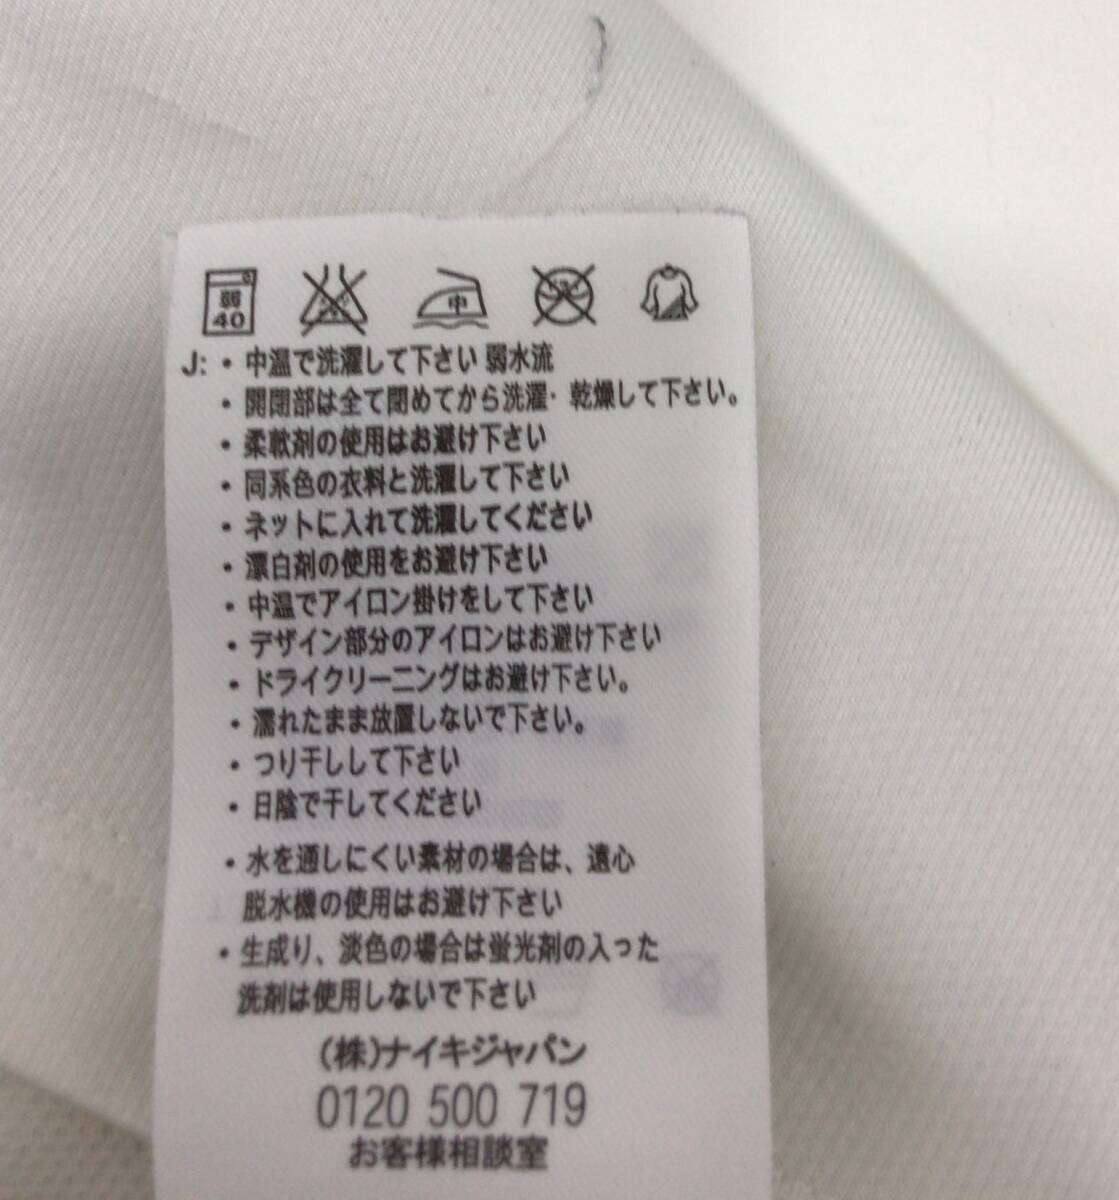 弱
40
中
J: ・中温で洗濯して下さい 弱水流
・開閉部は全て閉めてから洗濯・乾燥して下さい。
・柔軟剤の使用はお避け下さい
・同系色の衣料と洗濯して下さい
・ネットに入れて洗濯してください
・漂白剤の使用をお避け下さい
・中温でアイロン掛けをして下さい
・デザイン部分のアイロンはお避け下さい
・ドライクリーニングはお避け下さい。
・濡れたまま放置しないで下さい。
・つり干しして下さい
・日陰で干してください
・水を通しにくい素材の場合は、遠心
脱水機の使用はお避け下さい
・生成り、淡色の場合は蛍光剤の入った
洗剤は使用しないで下さい
(株)ナイキジャパン
0120 500 719
お客様相談室